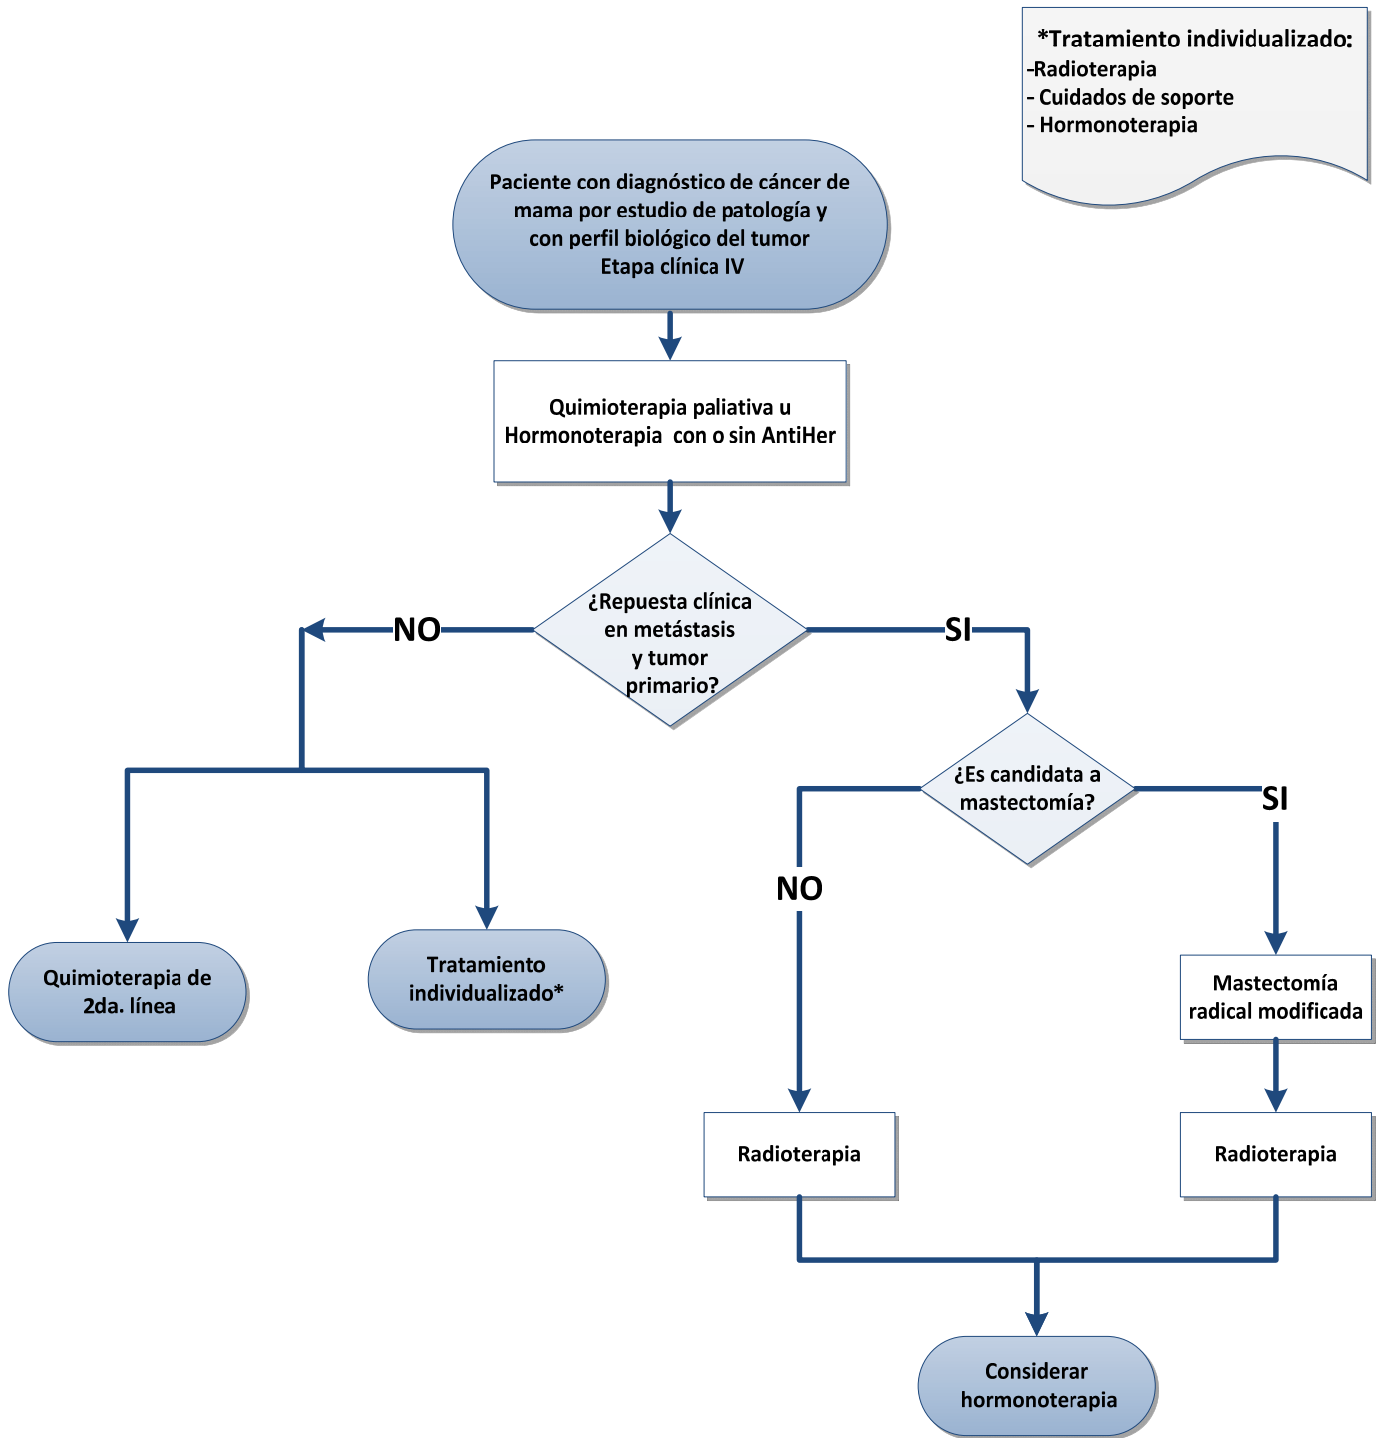 *Tratamiento individualizado:
-Radioterapia
- Cuidados de soporte
- Hormonoterapia
Paciente con diagnóstico de cáncer de
mama por estudio de patología y
con perfil biológico del tumor
Etapa clínica IV
Quimioterapia paliativa u
Hormonoterapia con o sin AntiHer
¿Repuesta clínica
en metástasis
y tumor
primario?
NO
SI
¿Es candidata a
mastectomía?
NO
SI
Quimioterapia de
2da. línea
Tratamiento
individualizado*
Mastectomía
radical modificada
Radioterapia
Radioterapia
Considerar
hormonoterapia